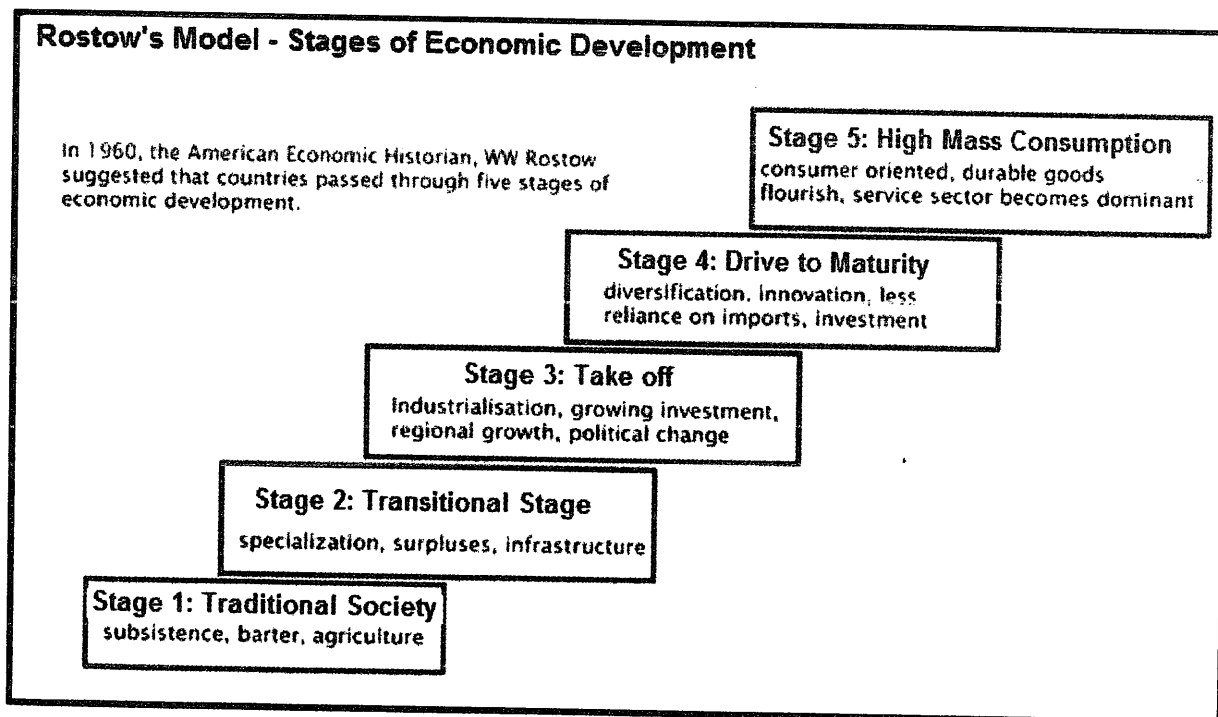 Rostow's Model - Stages of Economic Development
In 1960, the American Economic Historian, WW Rostow
suggested that countries passed through five stages of
economic development.
Stage 5: High Mass Consumption
consumer oriented, durable goods
flourish, service sector becomes dominant
Stage 4: Drive to Maturity
diversification, innovation, less
reliance on imports, investment
Stage 3: Take off
Industrialisation, growing investment,
regional growth, political change
Stage 2: Transitional Stage
specialization, surpluses, infrastructure
Stage 1: Traditional Society
subsistence, barter, agriculture